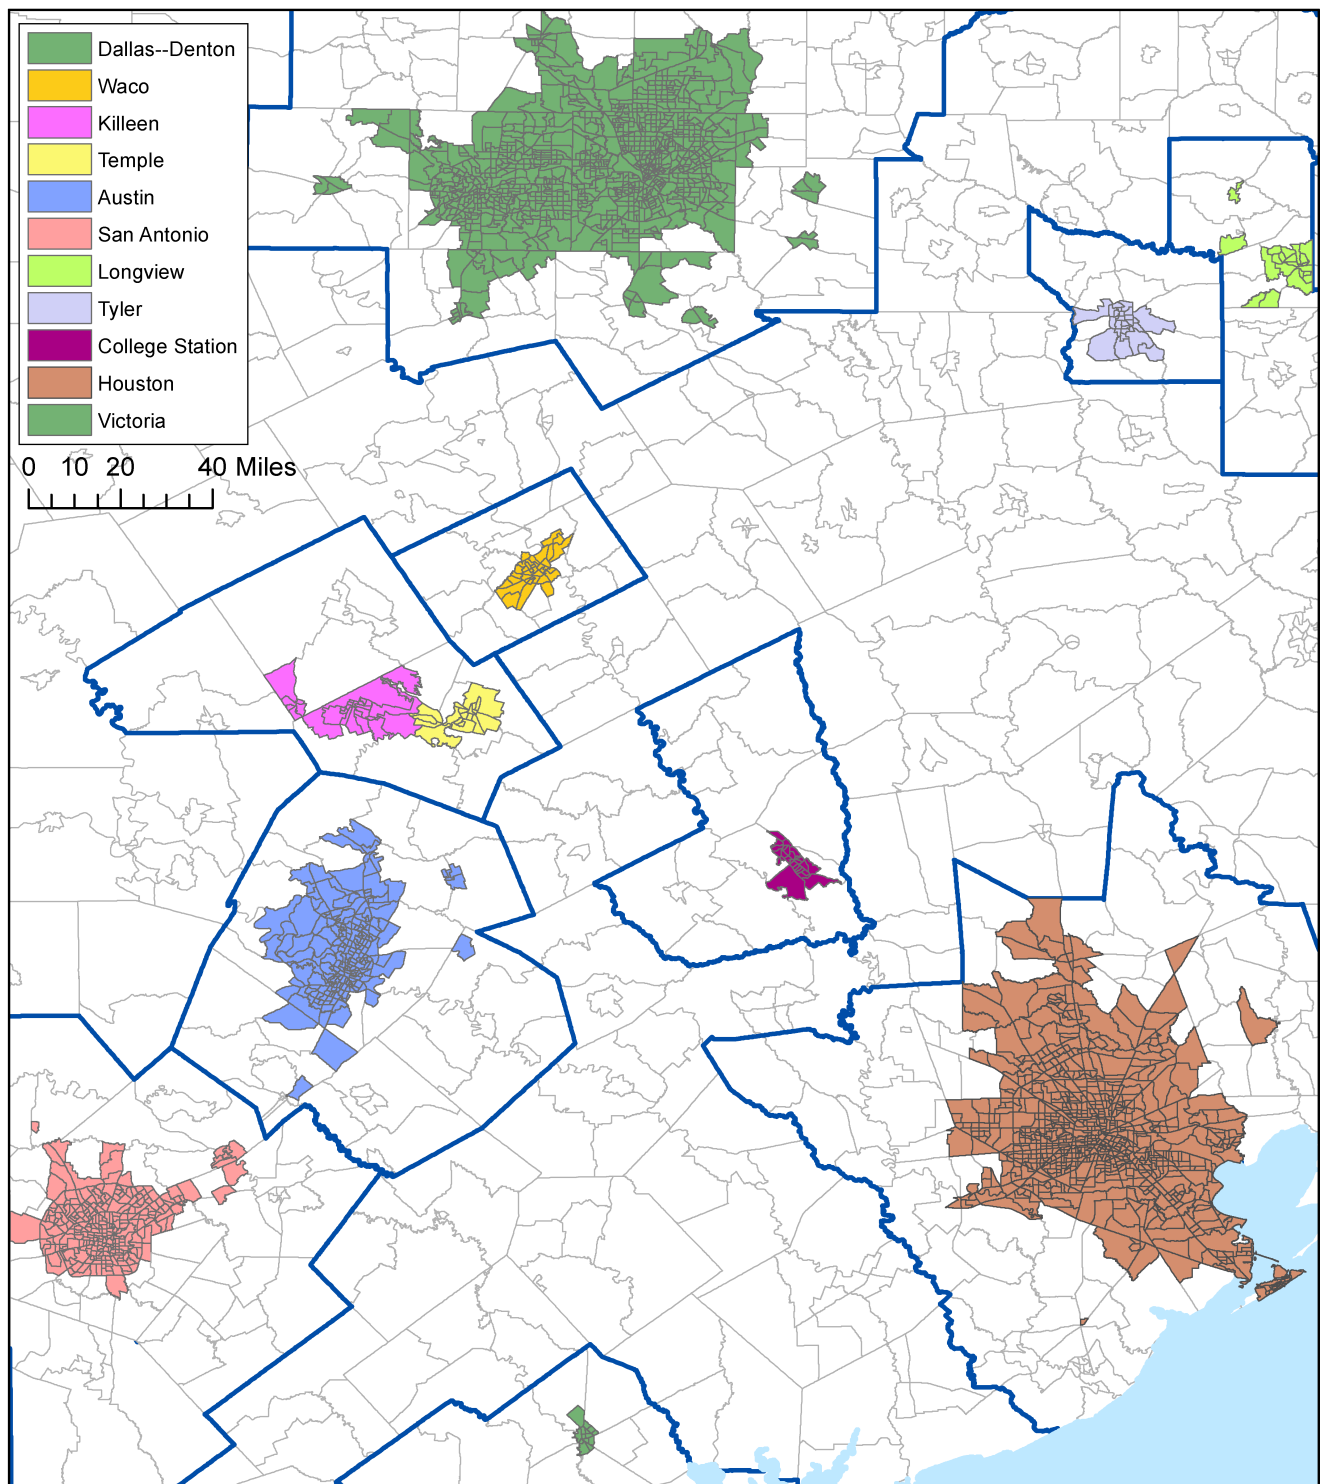 Dallas--Denton
Waco
Killeen
Temple
Austin
San Antonio
Longview
Tyler
College Station
Houston
Victoria
0 10 20 40 Miles